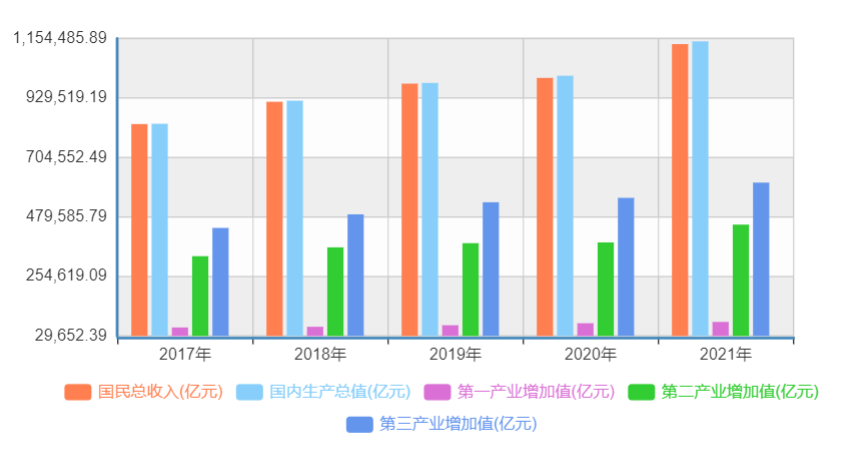 1,154,485.89
929,519.19
704,552.49
479,585.79
254,619.09
29,652.39
2017年 2018年 2019年 2020年 2021年
国民总收入(亿元) 国内生产总值(亿元) 第一产业增加值(亿元) 第二产业增加值(亿元)
第三产业增加值(亿元)